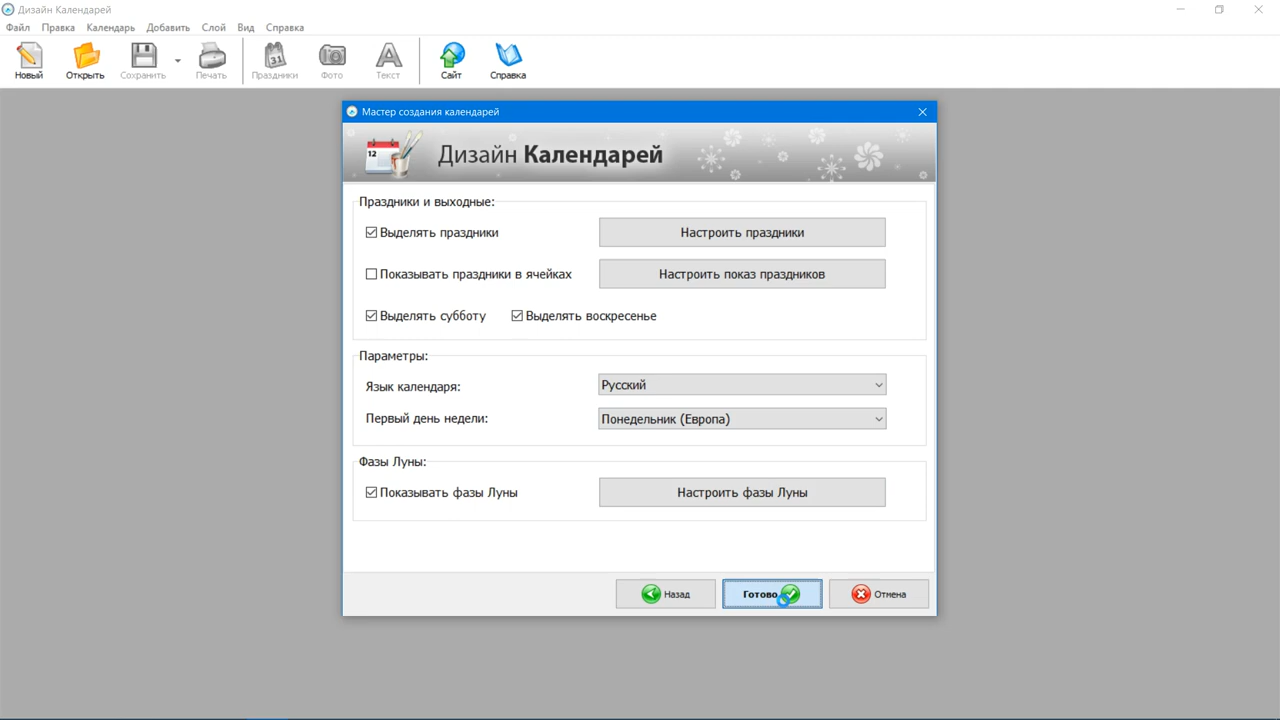 Дизайн Календарей
Файл Правка Календарь Добавить Слой Вид Справка
Новый Открыть Сохранить Печать Праздники Фото Текст Сайт Справка
Мастер создания календарей
12
Дизайн Календарей
Праздники и выходные:
Выделять праздники Настроить праздники
Показывать праздники в ячейках Настроить показ праздников
Выделять субботу Выделять воскресенье
Параметры:
Язык календаря: Русский
Первый день недели: Понедельник (Европа)
Фазы Луны:
Показывать фазы Луны Настроить фазы Луны
Назад Готово Отмена